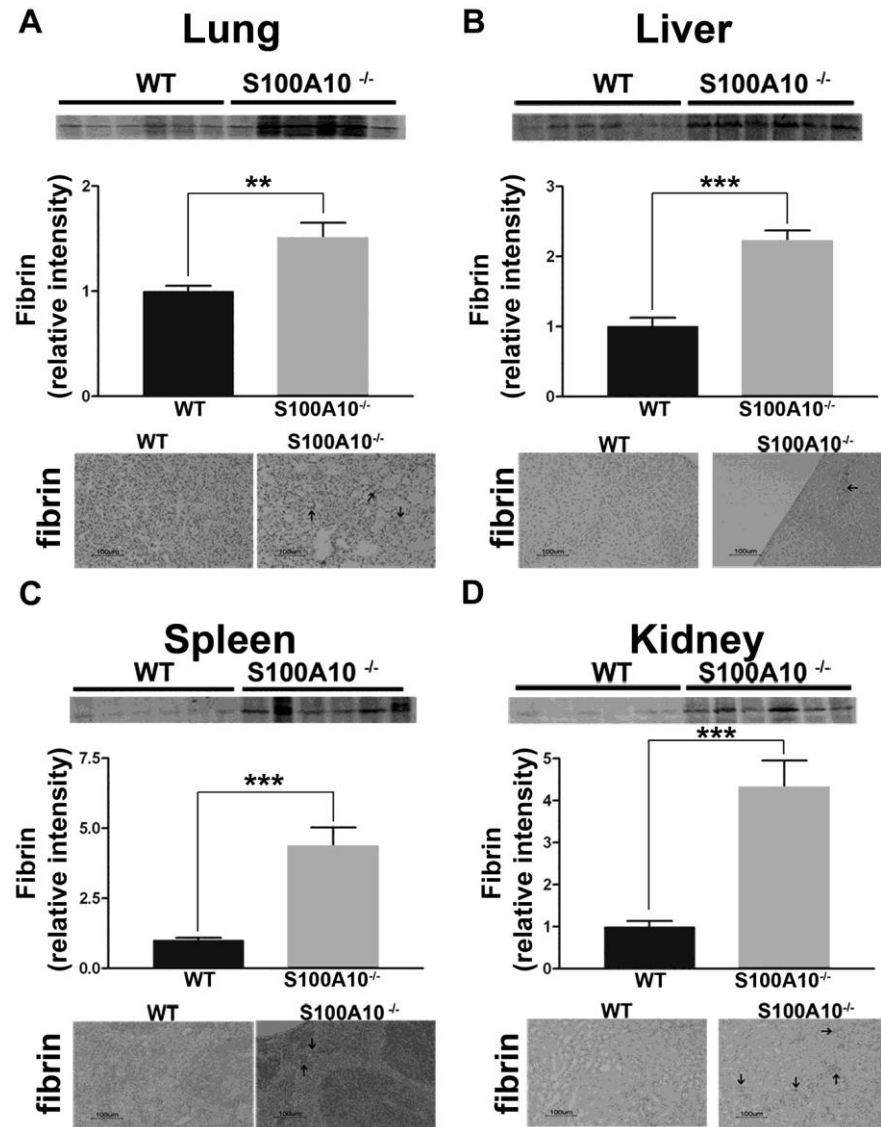 A
Lung
WT S100A10 -/-
**
Fibrin
(relative intensity)
2
1
0
WT S100A10-/-
WT S100A10-/-
fibrin
100um 100um
B
Liver
WT S100A10 -/-
***
Fibrin
(relative intensity)
3
2
1
0
WT S100A10-/-
WT S100A10-/-
fibrin
100um 100um
C
Spleen
WT S100A10 -/-
***
Fibrin
(relative intensity)
7.5
5.0
2.5
0.0
WT S100A10-/-
WT S100A10-/-
fibrin
100um 100um
D
Kidney
WT S100A10 -/-
***
Fibrin
(relative intensity)
5
4
3
2
1
0
WT S100A10-/-
WT S100A10-/-
fibrin
100um 100um